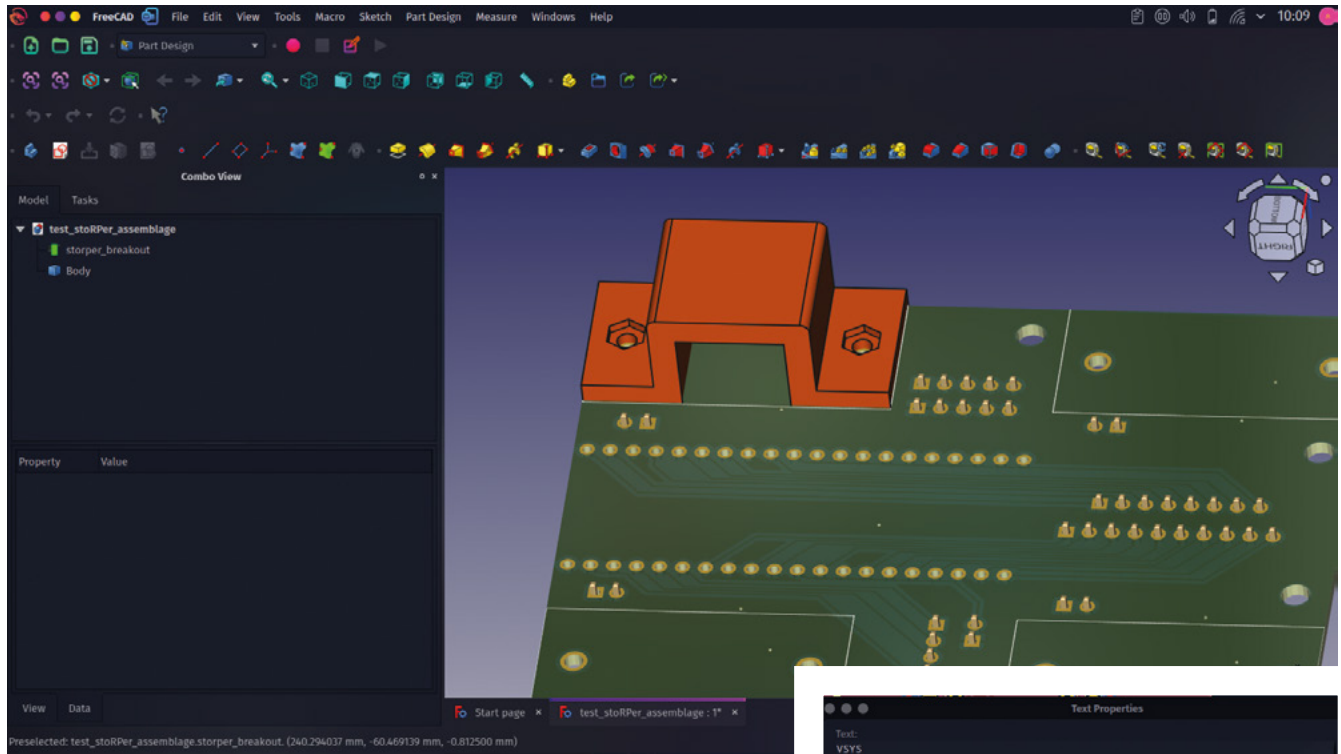 FreeCAD File Edit View Tools Macro Sketch Part Design Measure Windows Help 10:09
Part Design
Combo View
Model Tasks
test_stoRPer_assemblage
storper_breakout
Body
RIGHT
BOTTOM
Property Value
View Data
Start page test_stoRPer_assemblage : 1*
Preselected: test_stoRPer_assemblage.storper_breakout. (240.294037 mm, -60.469139 mm, -0.812500 mm)
Text Properties
Text:
VSYS